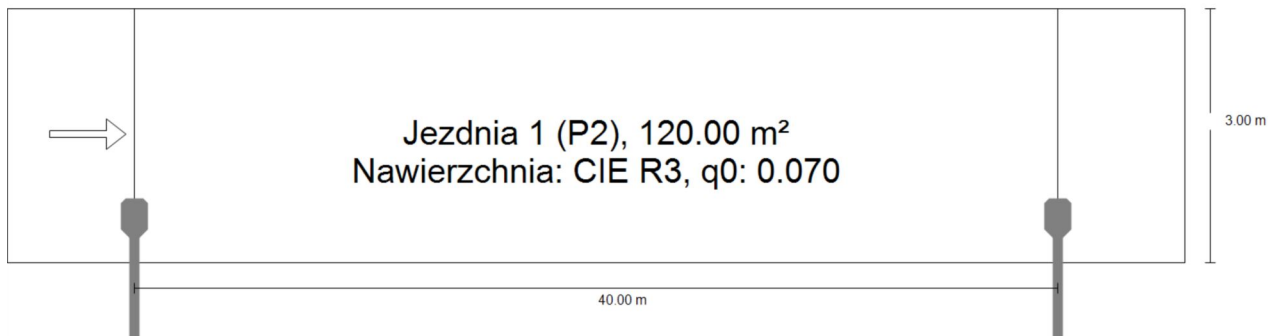 Jezdnia 1 (P2), 120.00 m²
Nawierzchnia: CIE R3, q0: 0.070
3.00 m
40.00 m